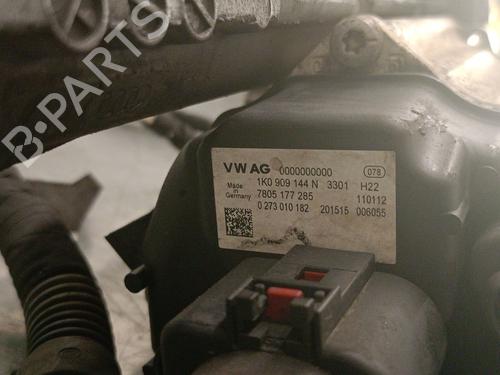 B-PARTS
VW AG 0000000000 078
Made in Germany
1K0 909 144 N 3301 H22
7805 177 285 110112
0 273 010 182 201515 006055